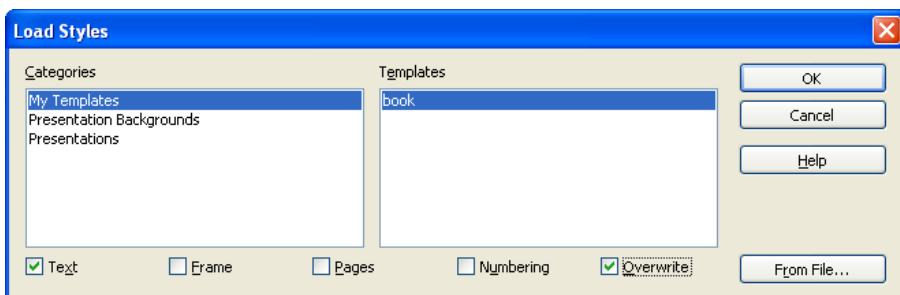 Load Styles
Categories
Templates
My Templates
Presentation Backgrounds
Presentations
book
OK
Cancel
Help
Text Frame Pages Numbering Overwrite
From File...